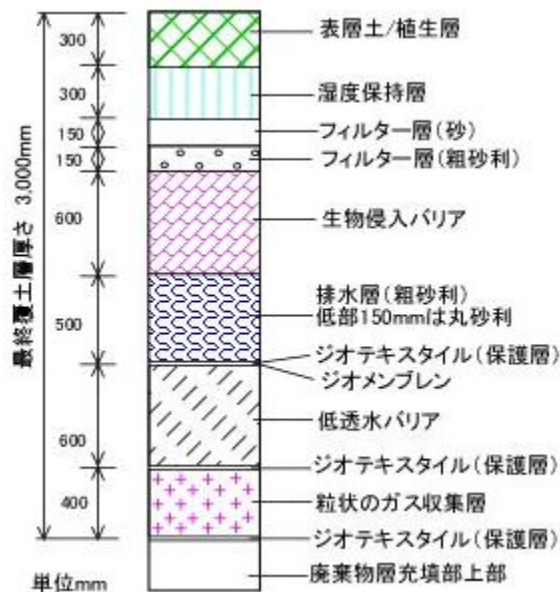 最終覆土層厚さ 3,000mm
300
300
150
150
600
500
600
400
単位mm
表層土/植生層
湿度保持層
フィルター層(砂)
フィルター層(粗砂利)
生物侵入バリア
排水層(粗砂利)
低部150mmは丸砂利
ジオテキスタイル(保護層)
ジオメンブレン
低透水バリア
ジオテキスタイル(保護層)
粒状のガス収集層
ジオテキスタイル(保護層)
廃棄物層充填部上部